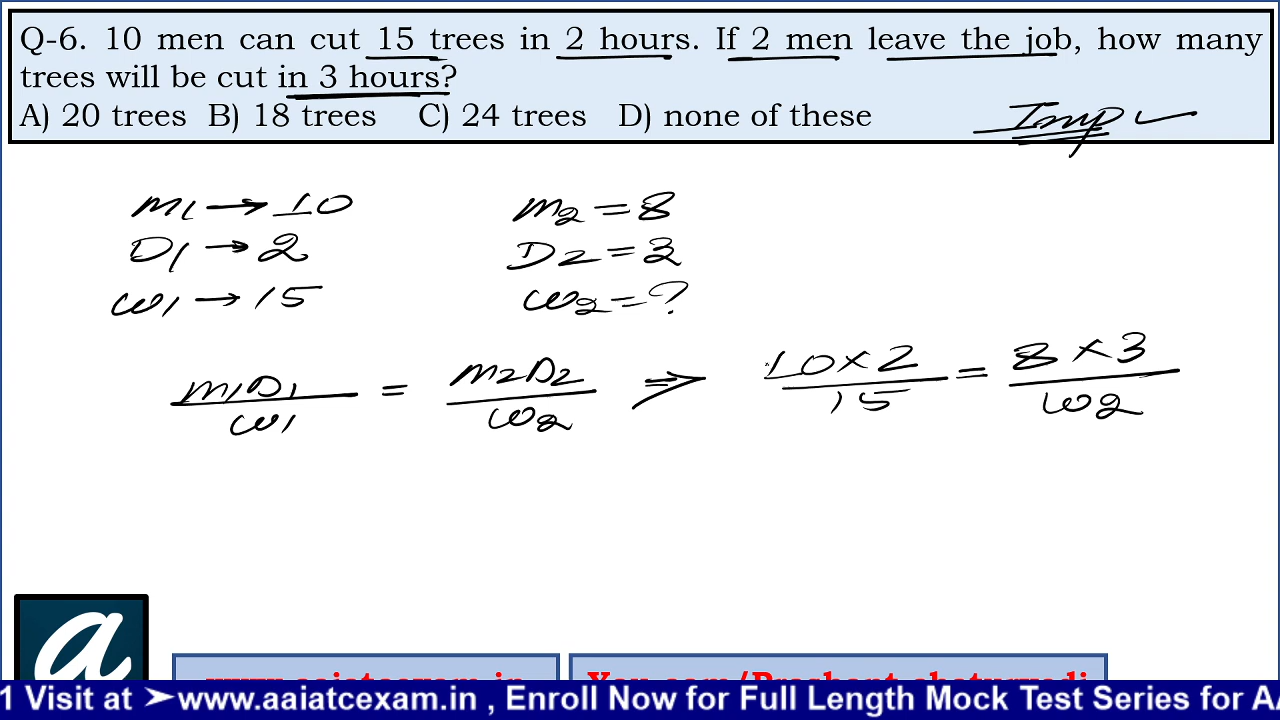 Q-6. 10 men can cut 15 trees in 2 hours. If 2 men leave the job, how many
trees will be cut in 3 hours?
A) 20 trees B) 18 trees C) 24 trees D) none of these
Imp ✓
M1 → 10 M2 = 8
D1 → 2 D2 = 3
W1 → 15 W2 = ?
M1D1/W1 = M2D2/W2 ⇒ 10×2/15 = 8×3/W2
a
1 Visit at ➢www.aaiatcexam.in , Enroll Now for Full Length Mock Test Series for A